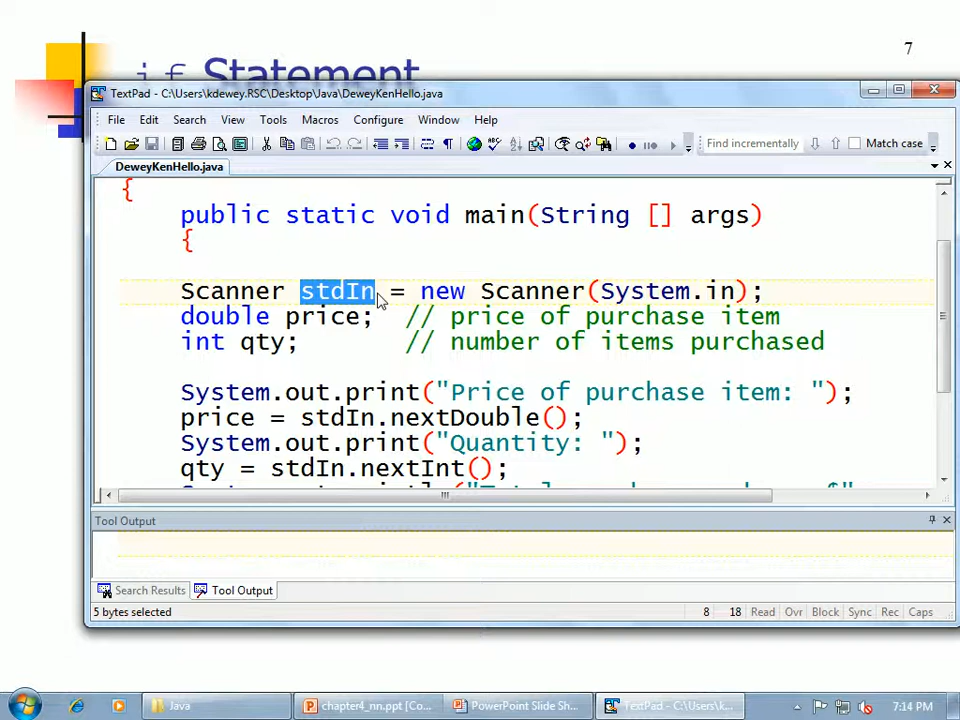 7
if Statement
TextPad - C:\Users\kdewey.RSC\Desktop\Java\DeweyKenHello.java
File Edit Search View Tools Macros Configure Window Help
Find incrementally Match case
DeweyKenHello.java
{
public static void main(String [] args)
{
Scanner stdIn = new Scanner(System.in);
double price; // price of purchase item
int qty; // number of items purchased
System.out.print("Price of purchase item: ");
price = stdIn.nextDouble();
System.out.print("Quantity: ");
qty = stdIn.nextInt();
Tool Output
Search Results Tool Output
5 bytes selected 8 18 Read Ovr Block Sync Rec Caps
Java chapter4_nn.ppt [Co... PowerPoint Slide Sh... TextPad - C:\Users\k... 7:14 PM